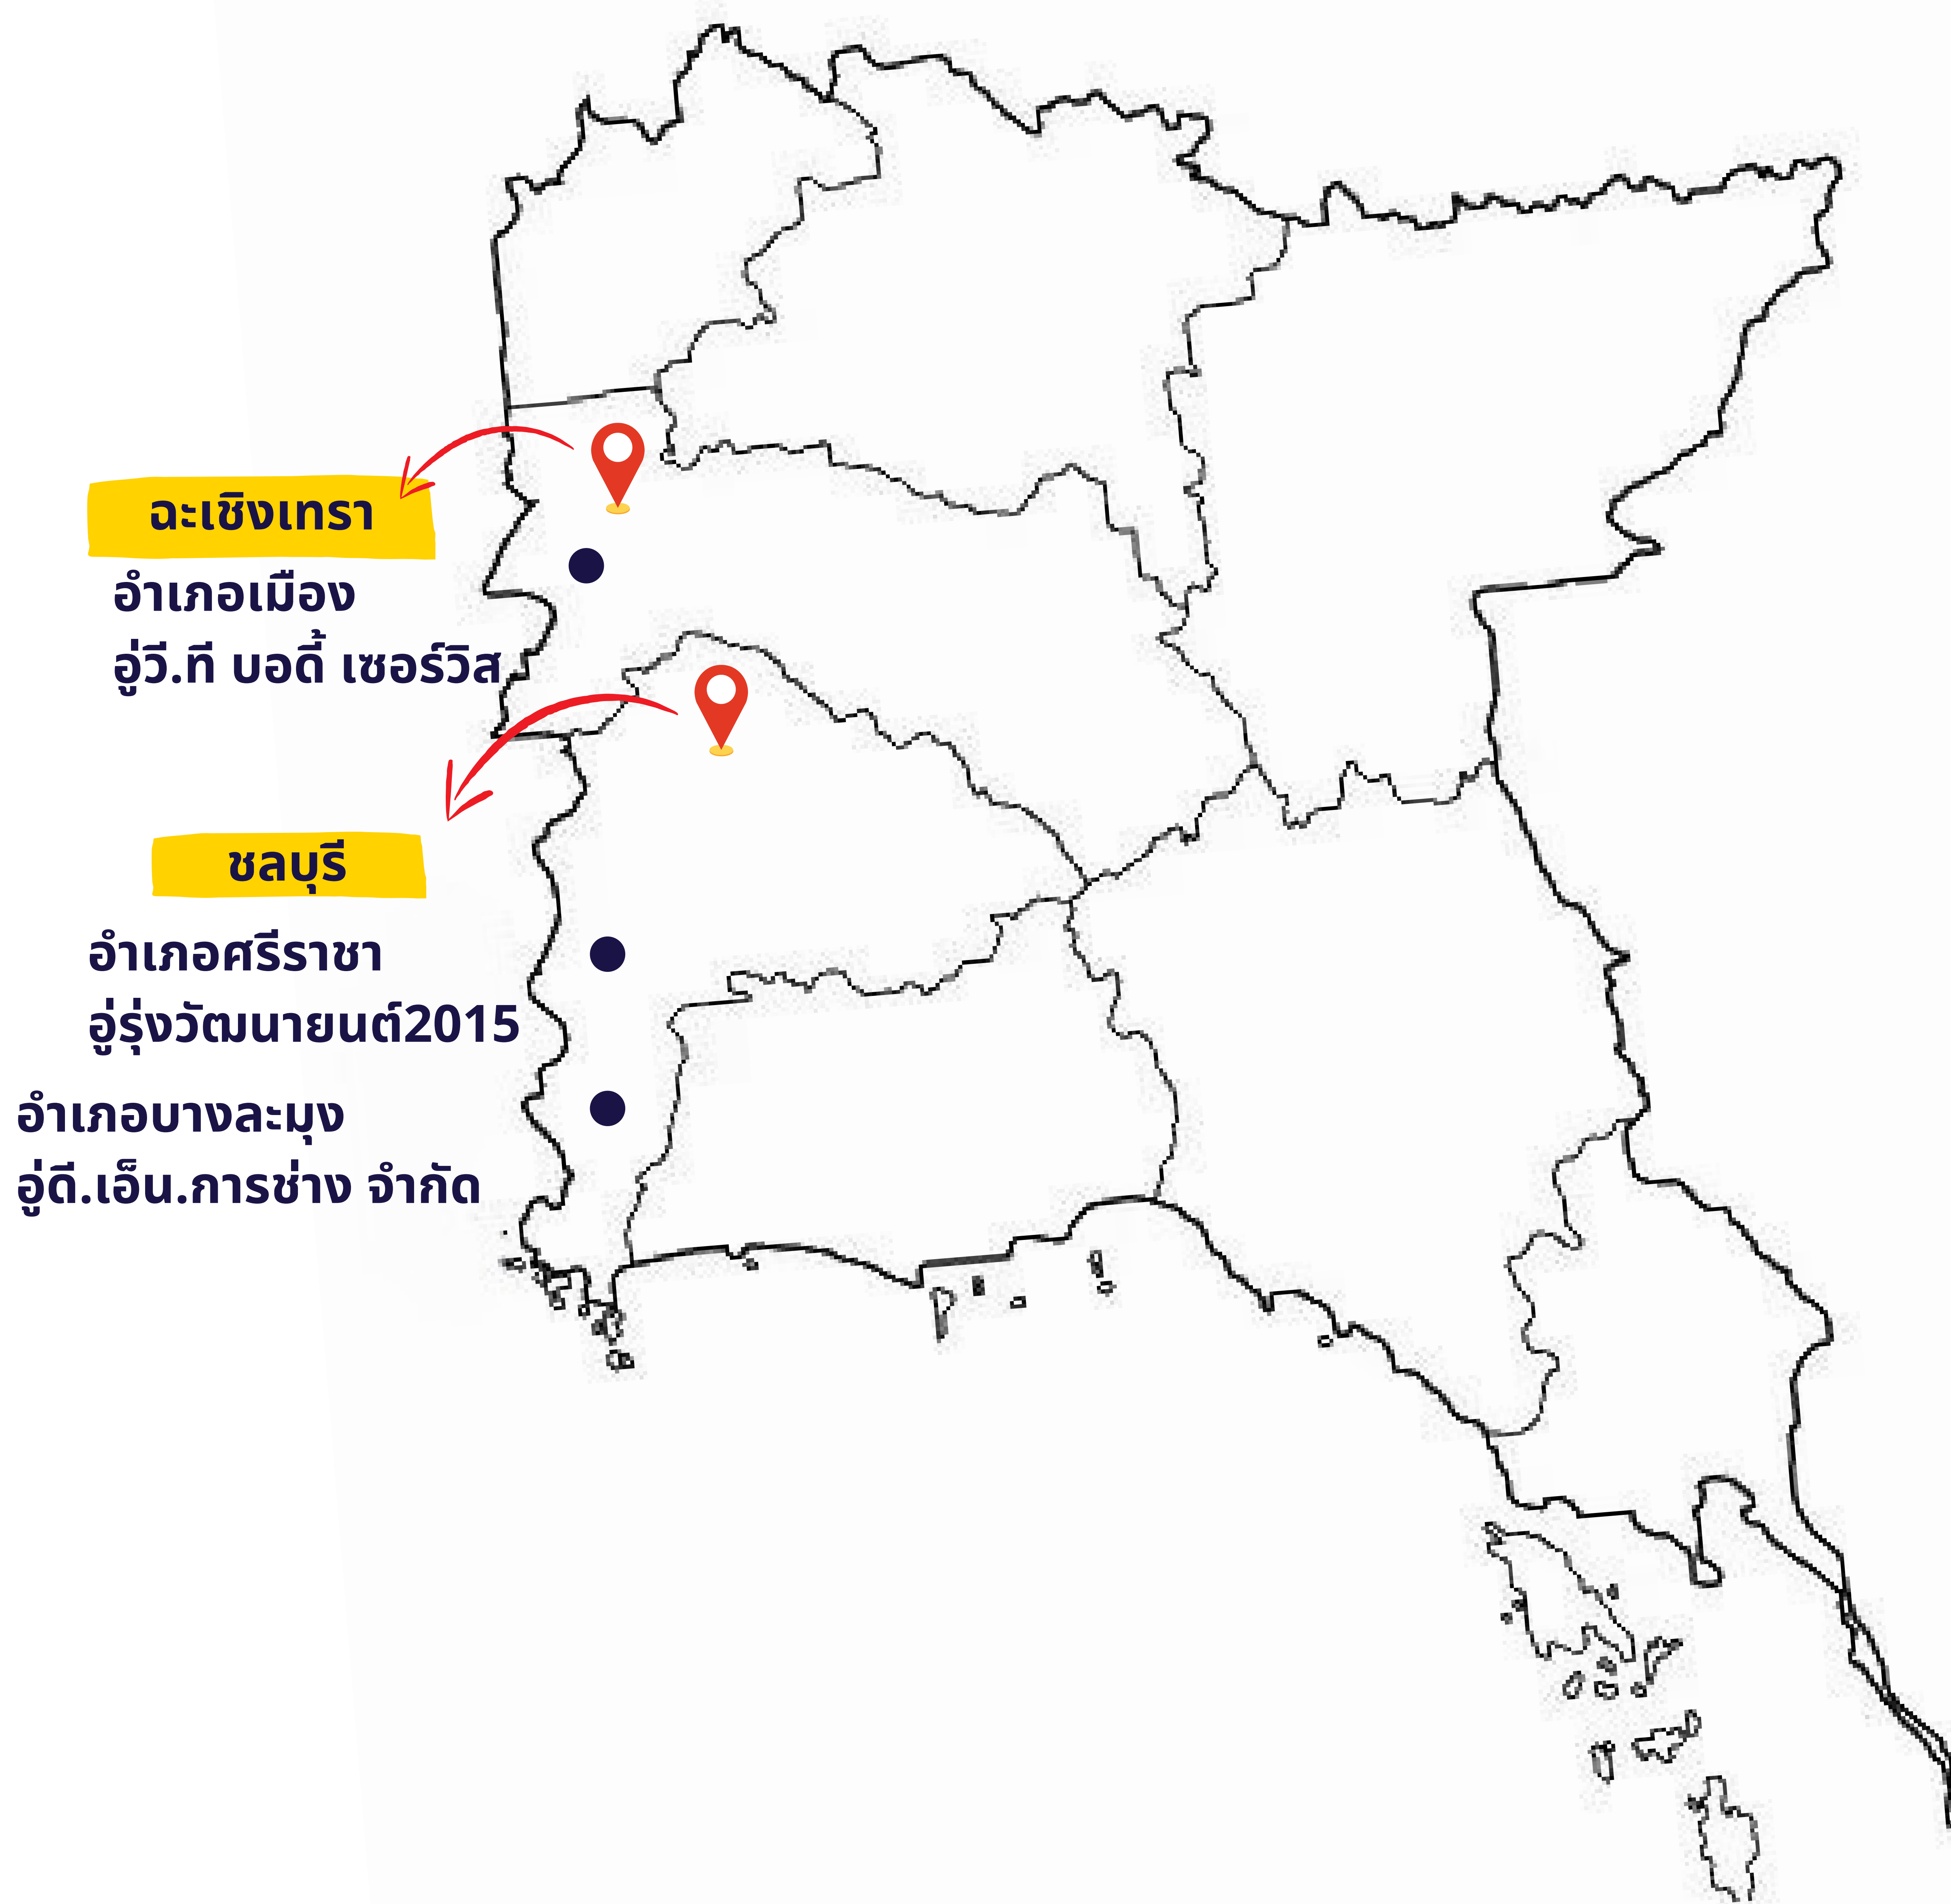 ฉะเชิงเทรา
อำเภอเมือง
อู่วี.ที บอดี้ เซอร์วิส
ชลบุรี
อำเภอศรีราชา
อู่รุ่งวัฒนายนต์2015
อำเภอบางละมุง
อู่ดี.เอ็น.การช่าง จำกัด